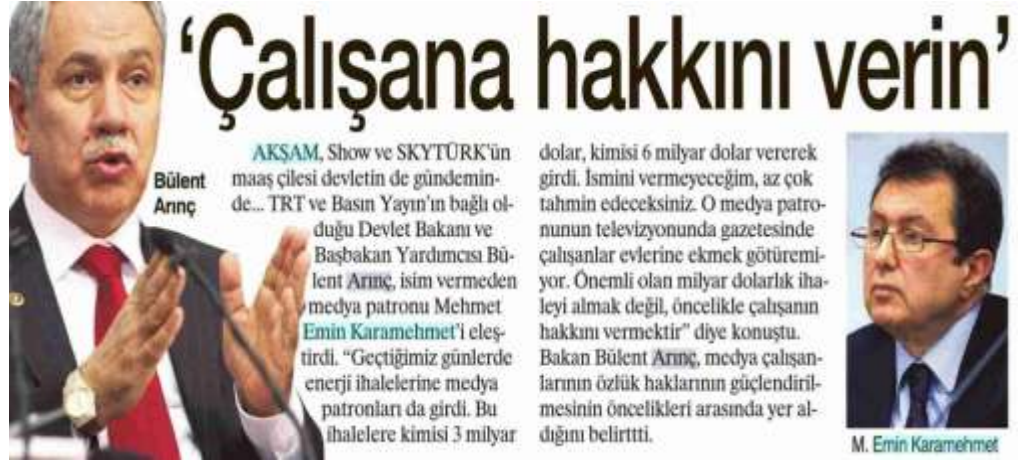 ‘Çalışana hakkını verin’
Bülent
Arınç
AKŞAM, Show ve SKYTÜRK'ün
maaş çilesi devletin de gündemin-
de... TRT ve Basın Yayın'ın bağlı ol-
duğu Devlet Bakanı ve
Başbakan Yardımcısı Bü-
lent Arınç, isim vermeden
medya patronu Mehmet
Emin Karamehmet'i eleş-
tirdi. “Geçtiğimiz günlerde
enerji ihalelerine medya
patronları da girdi. Bu
ihalelere kimisi 3 milyar
dolar, kimisi 6 milyar dolar vererek
girdi. İsmini vermeyeceğim, az çok
tahmin edeceksiniz. O medya patro-
nunun televizyonunda gazetesinde
çalışanlar evlerine ekmek götüremi-
yor. Önemli olan milyar dolarlık iha-
leyi almak değil, öncelikle çalışanın
hakkını vermektir” diye konuştu.
Bakan Bülent Arınç, medya çalışan-
larının özlük haklarının güçlendiril-
mesinin öncelikleri arasında yer al-
dığını belirttti.
M. Emin Karamehmet